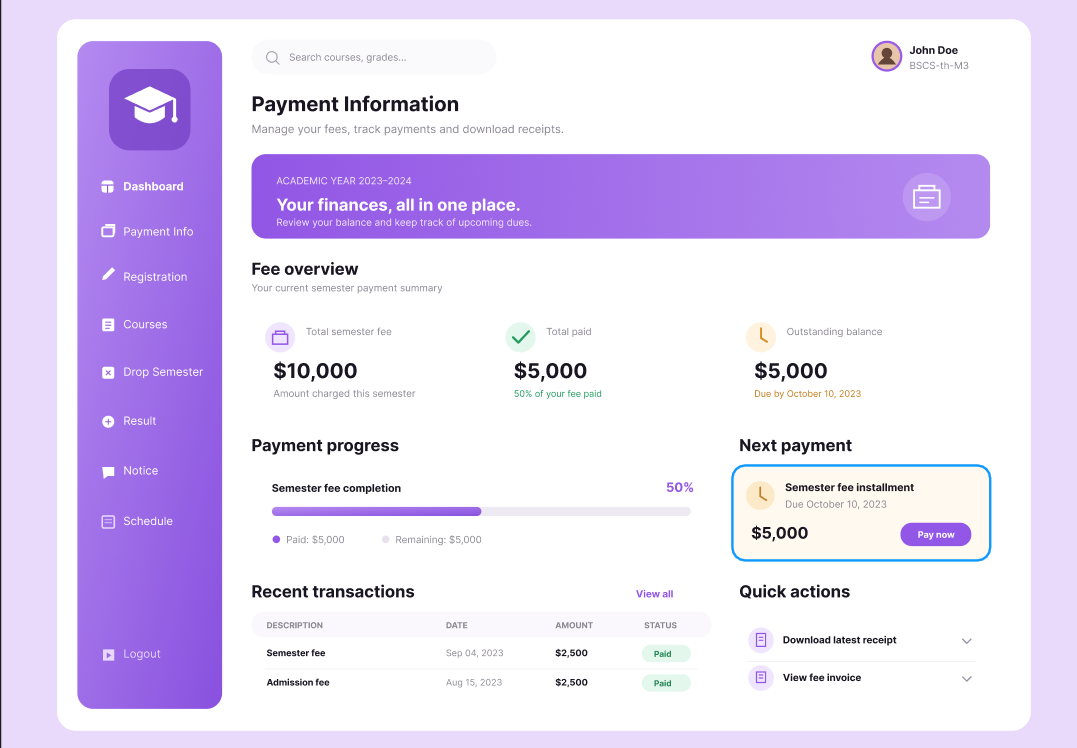 Search courses, grades...
John Doe
BSCS-th-M3
Dashboard
Payment Info
Registration
Courses
Drop Semester
Result
Notice
Schedule
Logout
Payment Information
Manage your fees, track payments and download receipts.
ACADEMIC YEAR 2023–2024
Your finances, all in one place.
Review your balance and keep track of upcoming dues.
Fee overview
Your current semester payment summary
Total semester fee
$10,000
Amount charged this semester
Total paid
$5,000
50% of your fee paid
Outstanding balance
$5,000
Due by October 10, 2023
Payment progress
Semester fee completion 50%
Paid: $5,000 Remaining: $5,000
Next payment
Semester fee installment
Due October 10, 2023
$5,000 Pay now
Recent transactions View all
DESCRIPTION DATE AMOUNT STATUS
Semester fee Sep 04, 2023 $2,500 Paid
Admission fee Aug 15, 2023 $2,500 Paid
Quick actions
Download latest receipt
View fee invoice